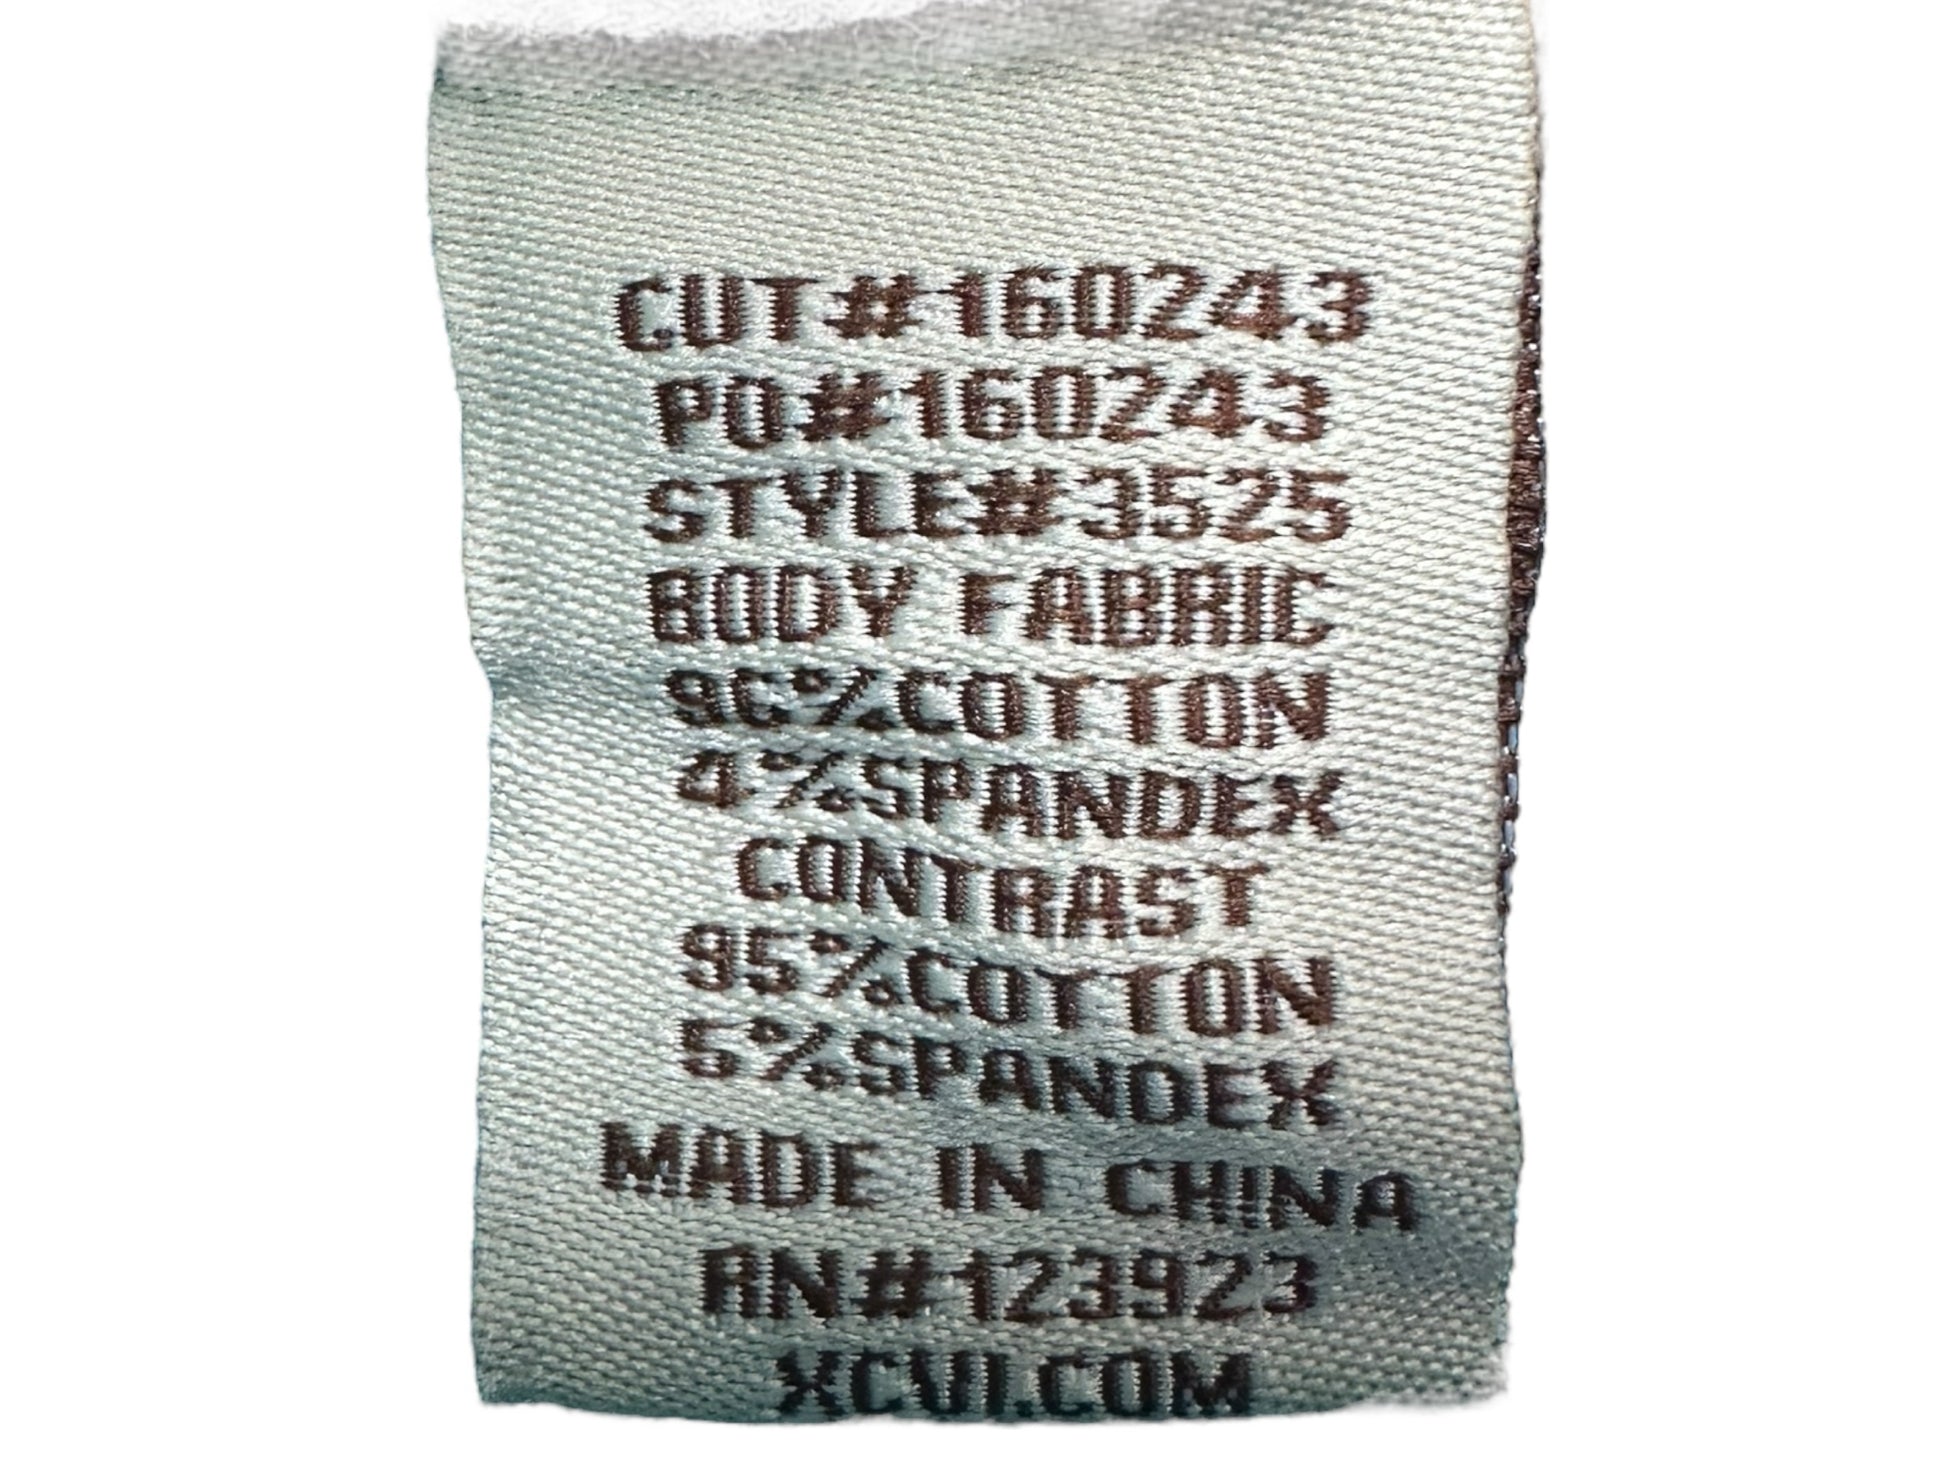 CUT#160243
PO#160243
STYLE#3525
BODY FABRIC
96%COTTON
4%SPANDEX
CONTRAST
95%COTTON
5%SPANDEX
MADE IN CHINA
RN#123923
XCVI.COM